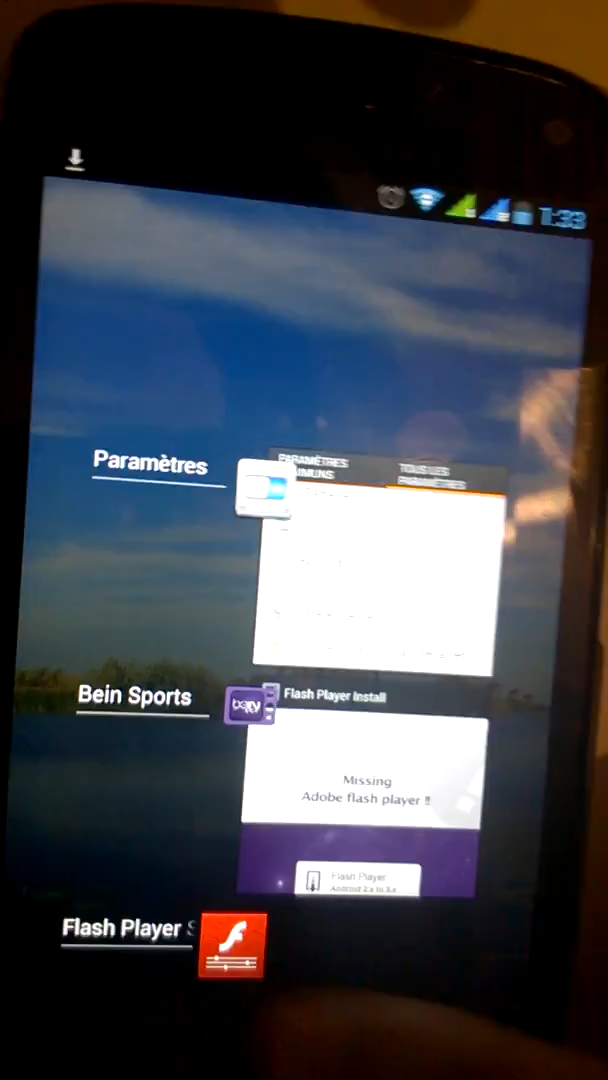 1:33
Paramètres
PARAMÈTRES
TOUS LES
PARAMÈTRES
Bein Sports
Flash Player Install
Missing
Adobe flash player !!
Flash Player
Android 2.x to 3.x
Flash Player S